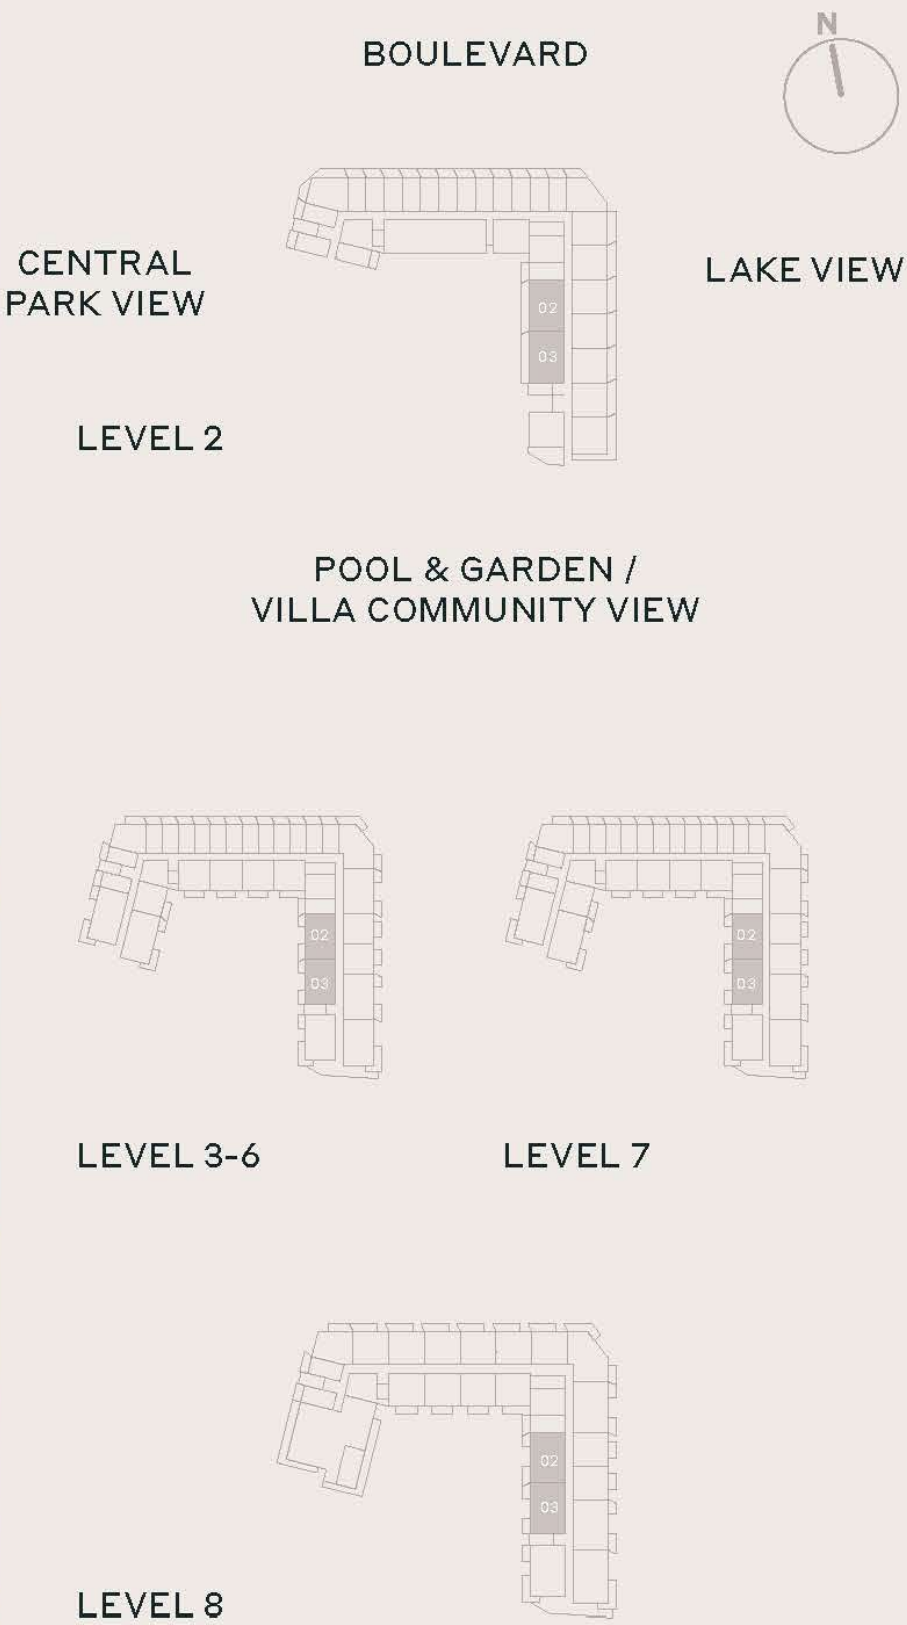 N
BOULEVARD
CENTRAL
PARK VIEW
LAKE VIEW
02
03
LEVEL 2
POOL & GARDEN /
VILLA COMMUNITY VIEW
02
03
02
03
LEVEL 3-6
LEVEL 7
02
03
LEVEL 8